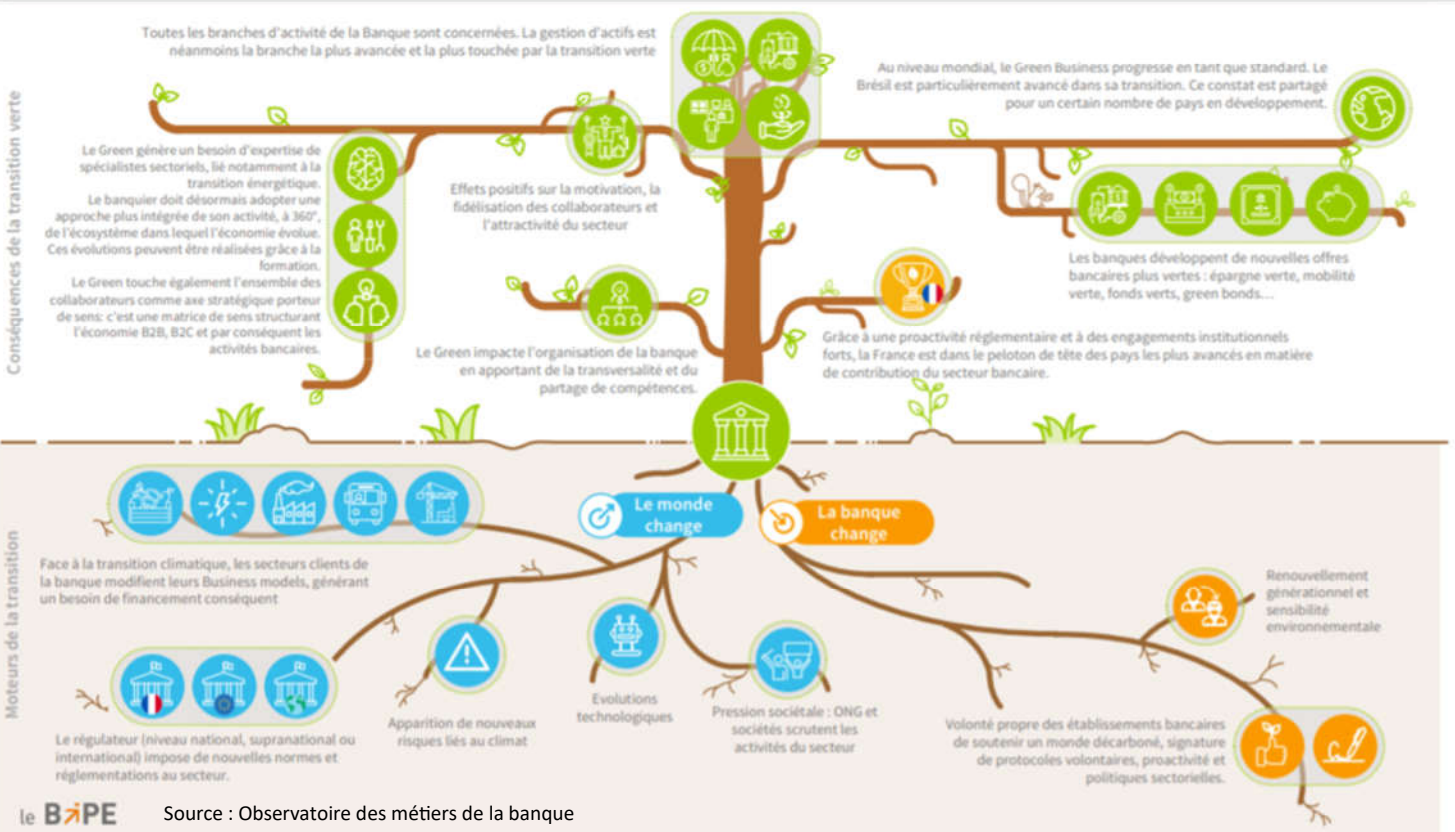 Toutes les branches d'activité de la Banque sont concernées. La gestion d'actifs est
néanmoins la branche la plus avancée et la plus touchée par la transition verte
Au niveau mondial, le Green Business progresse en tant que standard. Le
Brésil est particulièrement avancé dans sa transition. Ce constat est partagé
pour un certain nombre de pays en développement.
Conséquences de la transition verte
Le Green génère un besoin d'expertise de
spécialistes sectoriels, lié notamment à la
transition énergétique.
Le banquier doit désormais adopter une
approche plus intégrée de son activité, à 360°,
de l'écosystème dans lequel l'économie évolue.
Ces évolutions peuvent être réalisées grâce à la
formation.
Le Green touche également l'ensemble des
collaborateurs comme axe stratégique porteur
de sens: c'est une matrice de sens structurant
l'économie B2B, B2C et par conséquent les
activités bancaires.
Effets positifs sur la motivation, la
fidélisation des collaborateurs et
l'attractivité du secteur
Les banques développent de nouvelles offres
bancaires plus vertes : épargne verte, mobilité
verte, fonds verts, green bonds...
Le Green impacte l'organisation de la banque
en apportant de la transversalité et du
partage de compétences.
Grâce à une proactivité réglementaire et à des engagements institutionnels
forts, la France est dans le peloton de tête des pays les plus avancés en matière
de contribution du secteur bancaire.
Moteurs de la transition
Le monde
change
La banque
change
Face à la transition climatique, les secteurs clients de
la banque modifient leurs Business models, générant
un besoin de financement conséquent
Renouvellement
générationnel et
sensibilité
environnementale
Le régulateur (niveau national, supranational ou
international) impose de nouvelles normes et
réglementations au secteur.
Apparition de nouveaux
risques liés au climat
Evolutions
technologiques
Pression sociétale : ONG et
sociétés scrutent les
activités du secteur
Volonté propre des établissements bancaires
de soutenir un monde décarboné, signature
de protocoles volontaires, proactivité et
politiques sectorielles.
le BIPE
Source : Observatoire des métiers de la banque